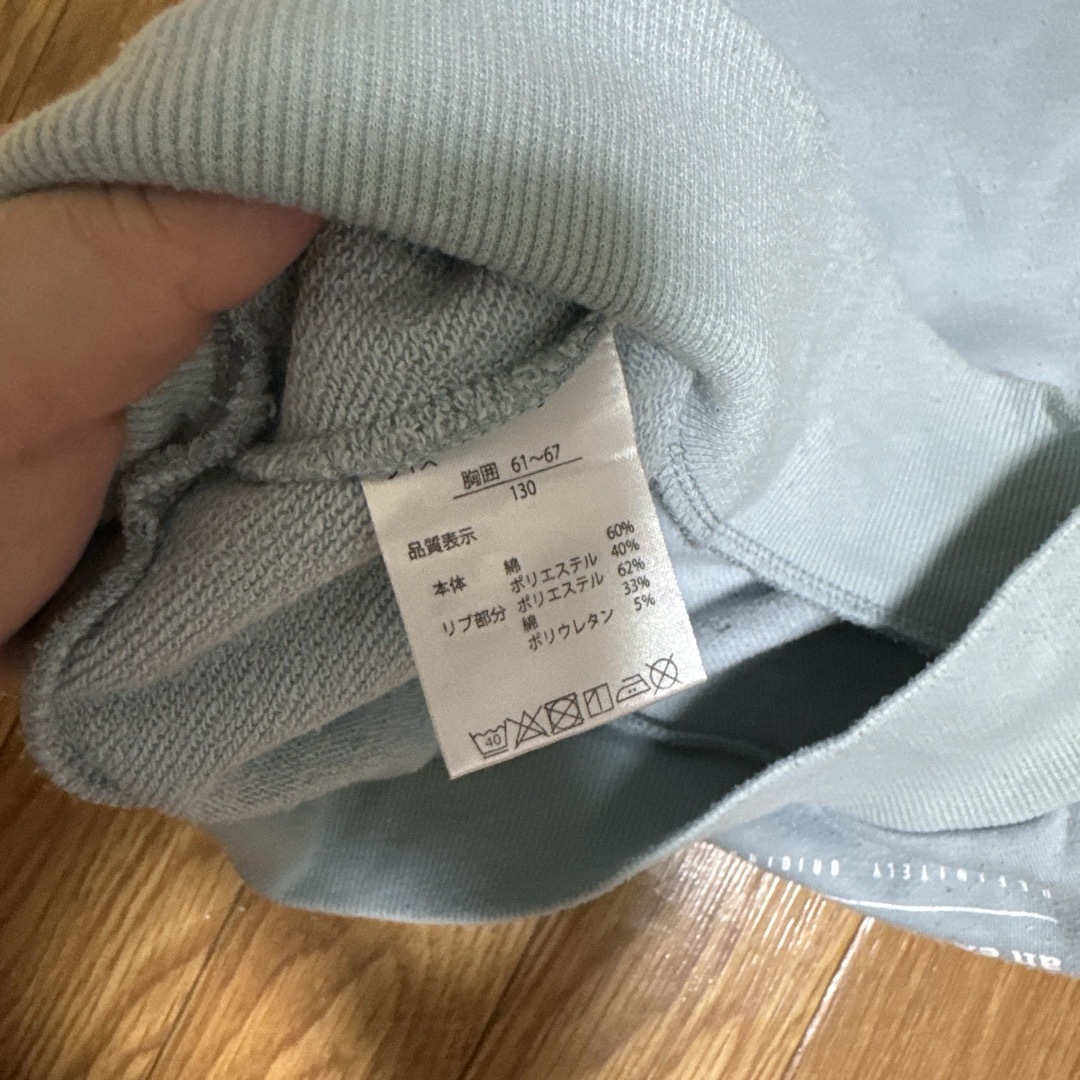 胸囲 61~67
130
品質表示
本体 綿 60%
ポリエステル 40%
リブ部分 ポリエステル 62%
綿 33%
ポリウレタン 5%
40
DEFINITELY ORIGI